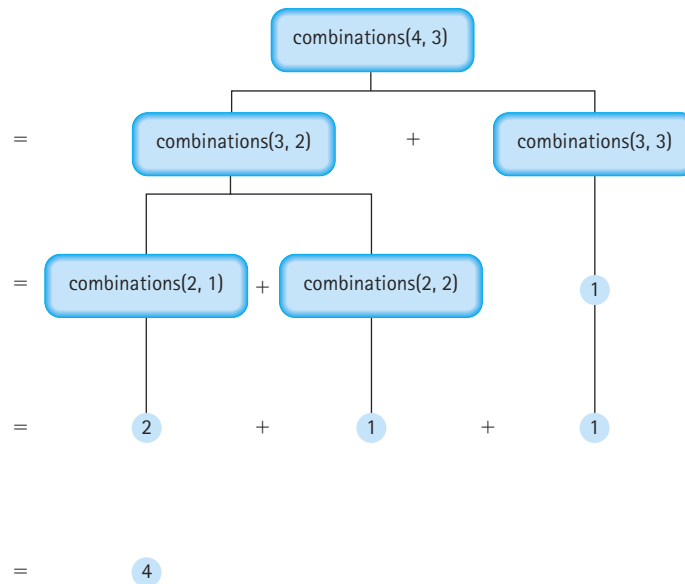 combinations(4, 3)
= combinations(3, 2) + combinations(3, 3)
= combinations(2, 1) + combinations(2, 2) 1
= 2 + 1 + 1
= 4